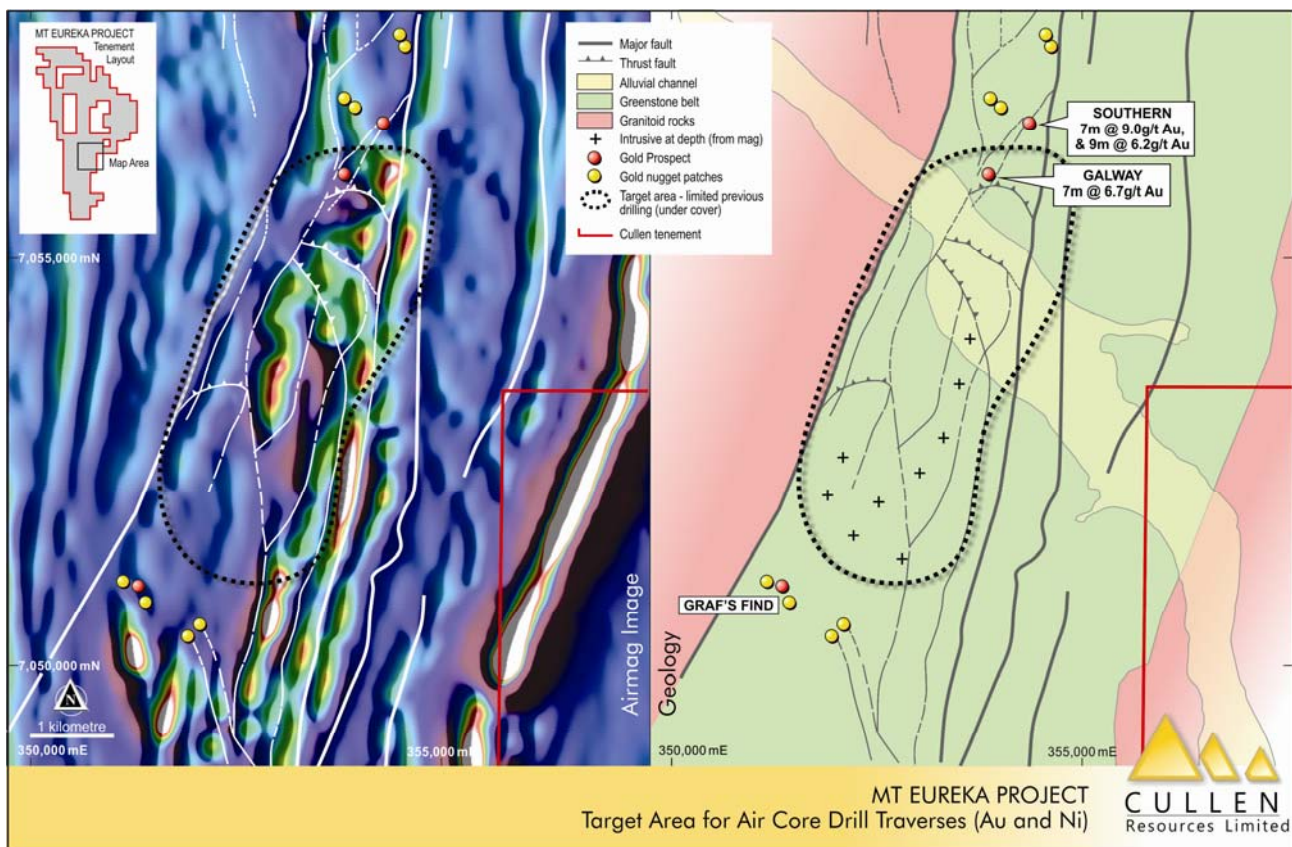 MT EUREKA PROJECT
Tenement
Layout
Map Area
7,055,000 mN
7,050,000 mN
N
1 kilometre
350,000 mE
355,000 mE
Airmag Image
Major fault
Thrust fault
Alluvial channel
Greenstone belt
Granitoid rocks
Intrusive at depth (from mag)
Gold Prospect
Gold nugget patches
Target area - limited previous
drilling (under cover)
Cullen tenement
SOUTHERN
7m @ 9.0g/t Au,
& 9m @ 6.2g/t Au
GALWAY
7m @ 6.7g/t Au
GRAF'S FIND
Geology
350,000 mE
355,000 mE
MT EUREKA PROJECT
Target Area for Air Core Drill Traverses (Au and Ni)
CULLEN
Resources Limited